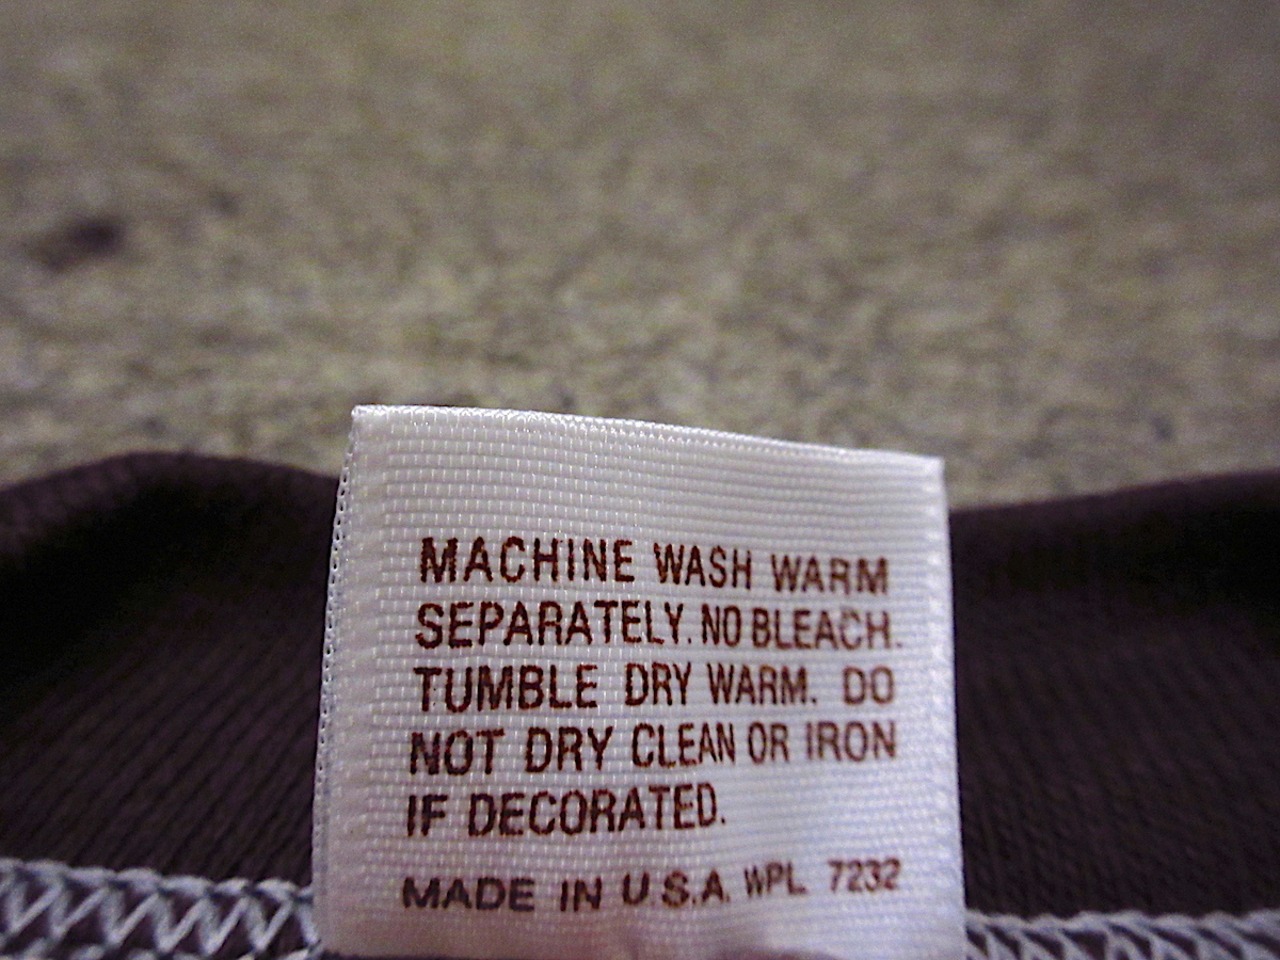 MACHINE WASH WARM
SEPARATELY. NO BLEACH.
TUMBLE DRY WARM. DO
NOT DRY CLEAN OR IRON
IF DECORATED.
MADE IN U.S.A. WPL 7232